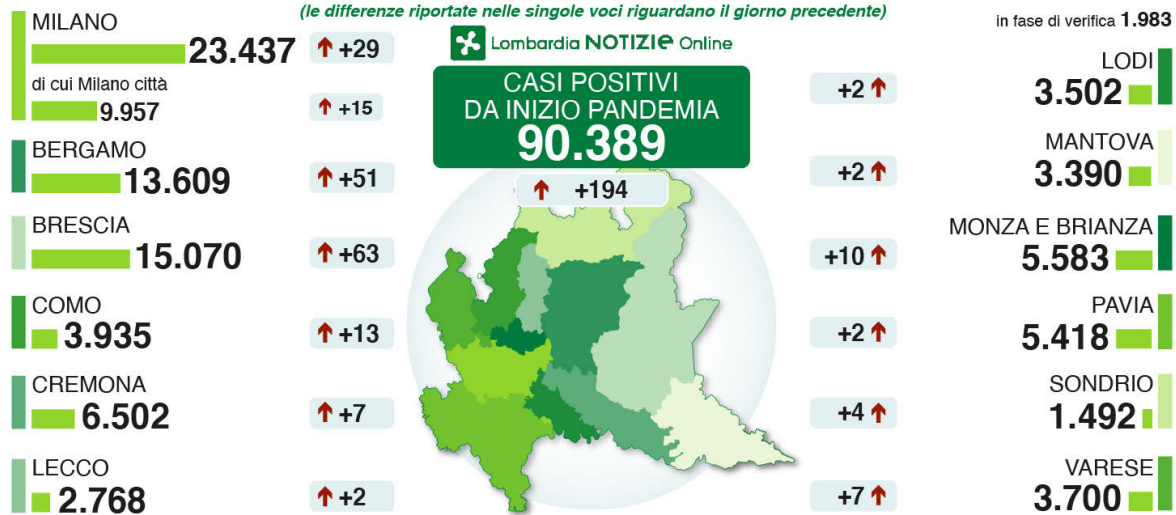 (le differenze riportate nelle singole voci riguardano il giorno precedente)
Lombardia NOTIZIE Online
CASI POSITIVI
DA INIZIO PANDEMIA
90.389
+194
MILANO
23.437 +29
di cui Milano città
9.957 +15
BERGAMO
13.609 +51
BRESCIA
15.070 +63
COMO
3.935 +13
CREMONA
6.502 +7
LECCO
2.768 +2
in fase di verifica 1.983
LODI
+2 3.502
MANTOVA
+2 3.390
MONZA E BRIANZA
+10 5.583
PAVIA
+2 5.418
SONDRIO
+4 1.492
VARESE
+7 3.700